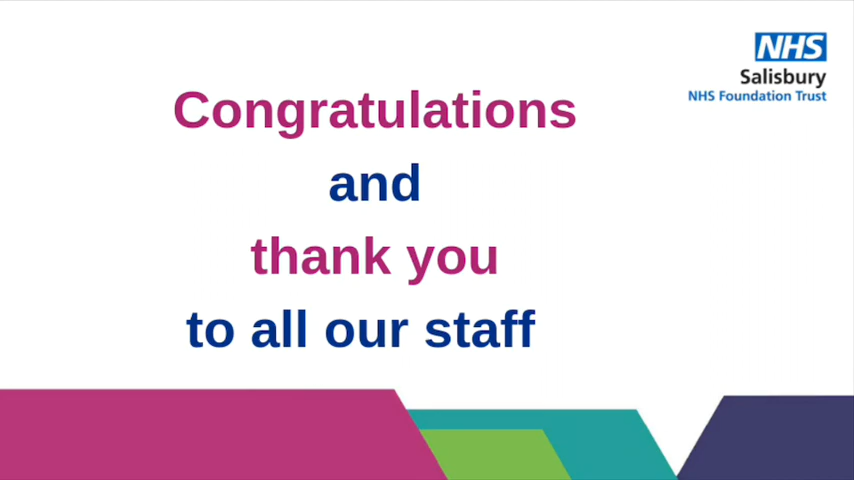 NHS
Salisbury
NHS Foundation Trust
Congratulations
and
thank you
to all our staff